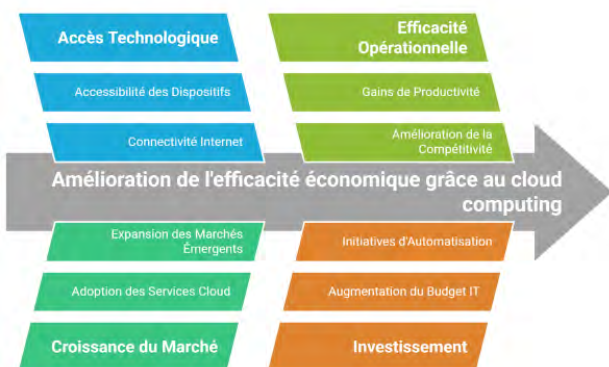 Accès Technologique
Efficacité
Opérationnelle
Accessibilité des Dispositifs
Gains de Productivité
Connectivité Internet
Amélioration de la
Compétitivité
Amélioration de l'efficacité économique grâce au cloud
computing
Expansion des Marchés
Émergents
Initiatives d'Automatisation
Adoption des Services Cloud
Augmentation du Budget IT
Croissance du Marché
Investissement